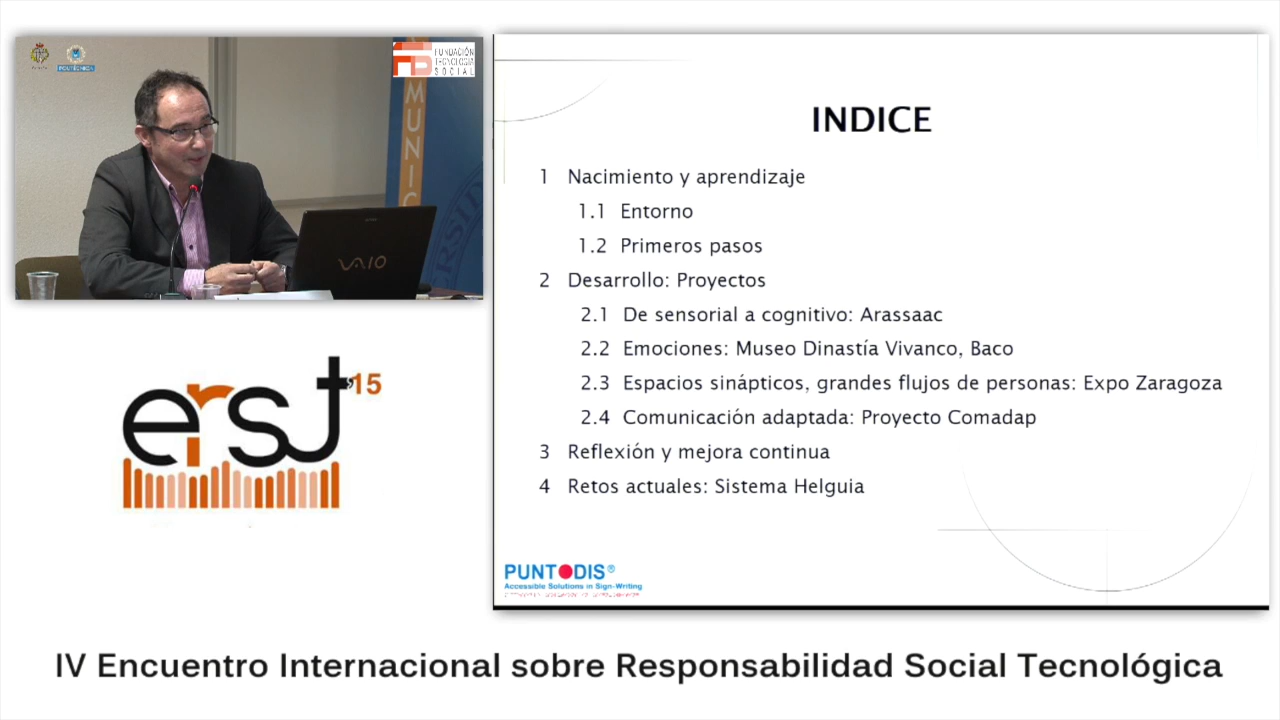 POLITÉCNICA
FUNDACIÓN
TECNOLOGÍA
SOCIAL
MUNIC
VAIO
erst'15
INDICE
1 Nacimiento y aprendizaje
1.1 Entorno
1.2 Primeros pasos
2 Desarrollo: Proyectos
2.1 De sensorial a cognitivo: Arassaac
2.2 Emociones: Museo Dinastía Vivanco, Baco
2.3 Espacios sinápticos, grandes flujos de personas: Expo Zaragoza
2.4 Comunicación adaptada: Proyecto Comadap
3 Reflexión y mejora continua
4 Retos actuales: Sistema Helguia
PUNTODIS®
Accessible Solutions in Sign-Writing
IV Encuentro Internacional sobre Responsabilidad Social Tecnológica